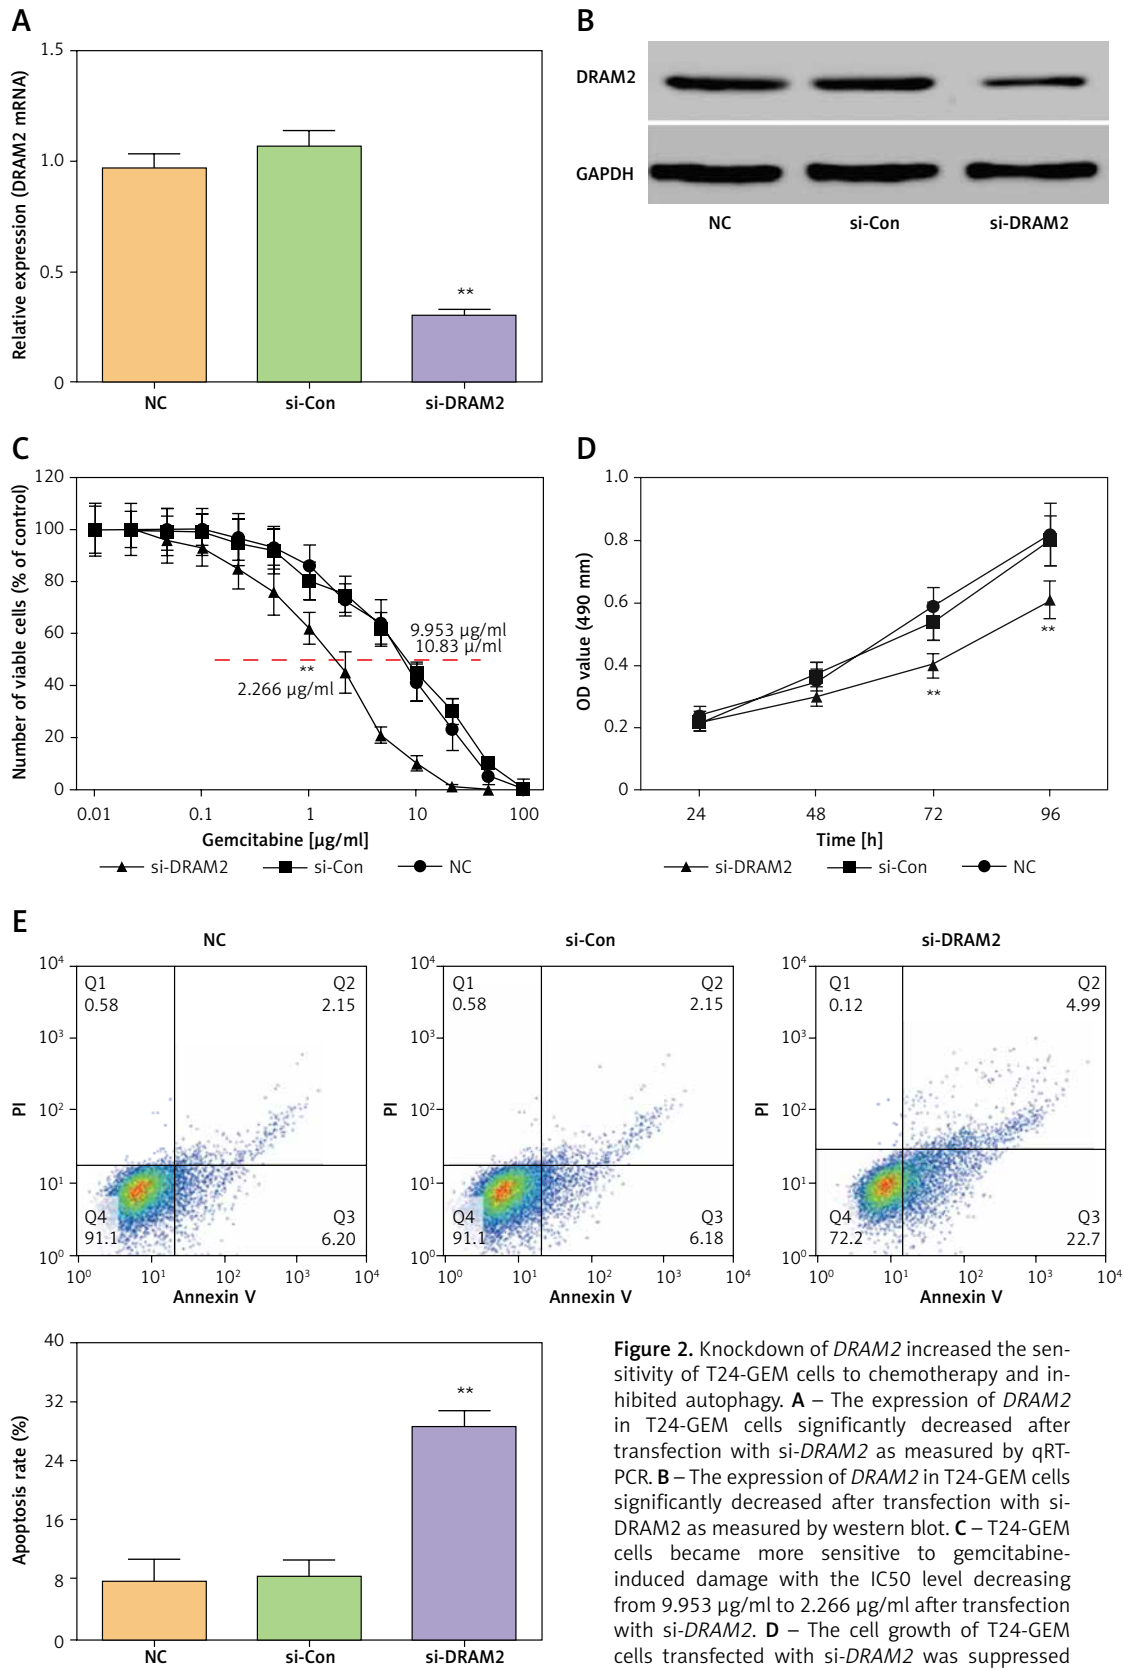 A
Relative expression (DRAM2 mRNA)
1.5
1.0
0.5
0
**
NC
si-Con
si-DRAM2
B
DRAM2
GAPDH
NC
si-Con
si-DRAM2
C
Number of viable cells (% of control)
120
100
80
60
40
20
0
9.953 µg/ml
10.83 µ/ml
**
2.266 µg/ml
0.01
0.1
1
10
100
Gemcitabine [µg/ml]
si-DRAM2
si-Con
NC
D
OD value (490 mm)
1.0
0.8
0.6
0.4
0.2
0
**
**
24
48
72
96
Time [h]
si-DRAM2
si-Con
NC
E
NC
PI
10⁴
10³
10²
10¹
10⁰
Q1
0.58
Q2
2.15
Q4
91.1
Q3
6.20
10⁰
10¹
10²
10³
10⁴
Annexin V
si-Con
PI
10⁴
10³
10²
10¹
10⁰
Q1
0.58
Q2
2.15
Q4
91.1
Q3
6.18
10⁰
10¹
10²
10³
10⁴
Annexin V
si-DRAM2
PI
10⁴
10³
10²
10¹
10⁰
Q1
0.12
Q2
4.99
Q4
72.2
Q3
22.7
10⁰
10¹
10²
10³
10⁴
Annexin V
Apoptosis rate (%)
40
32
24
16
8
0
**
NC
si-Con
si-DRAM2
Figure 2. Knockdown of DRAM2 increased the sen-
sitivity of T24-GEM cells to chemotherapy and in-
hibited autophagy. A – The expression of DRAM2
in T24-GEM cells significantly decreased after
transfection with si-DRAM2 as measured by qRT-
PCR. B – The expression of DRAM2 in T24-GEM cells
significantly decreased after transfection with si-
DRAM2 as measured by western blot. C – T24-GEM
cells became more sensitive to gemcitabine-
induced damage with the IC50 level decreasing
from 9.953 µg/ml to 2.266 µg/ml after transfection
with si-DRAM2. D – The cell growth of T24-GEM
cells transfected with si-DRAM2 was suppressed